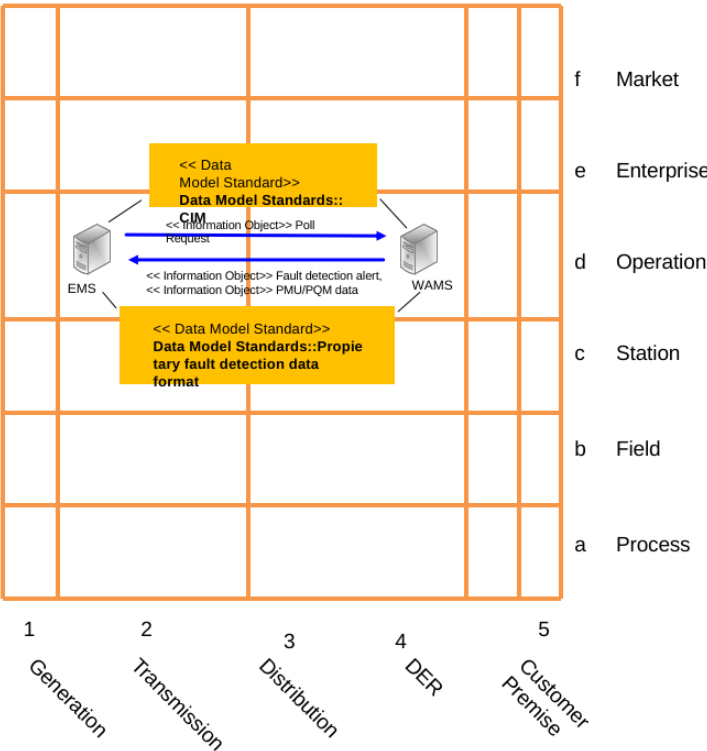 f Market
<< Data
Model Standard>>
Data Model Standards::
CIM
e Enterprise
<< Information Object>> Poll
Request
<< Information Object>> Fault detection alert,
<< Information Object>> PMU/PQM data
EMS
WAMS
d Operation
<< Data Model Standard>>
Data Model Standards::Propie
tary fault detection data
format
c Station
b Field
a Process
1 2 3 4 5
Generation
Transmission
Distribution
DER
Customer
Premise